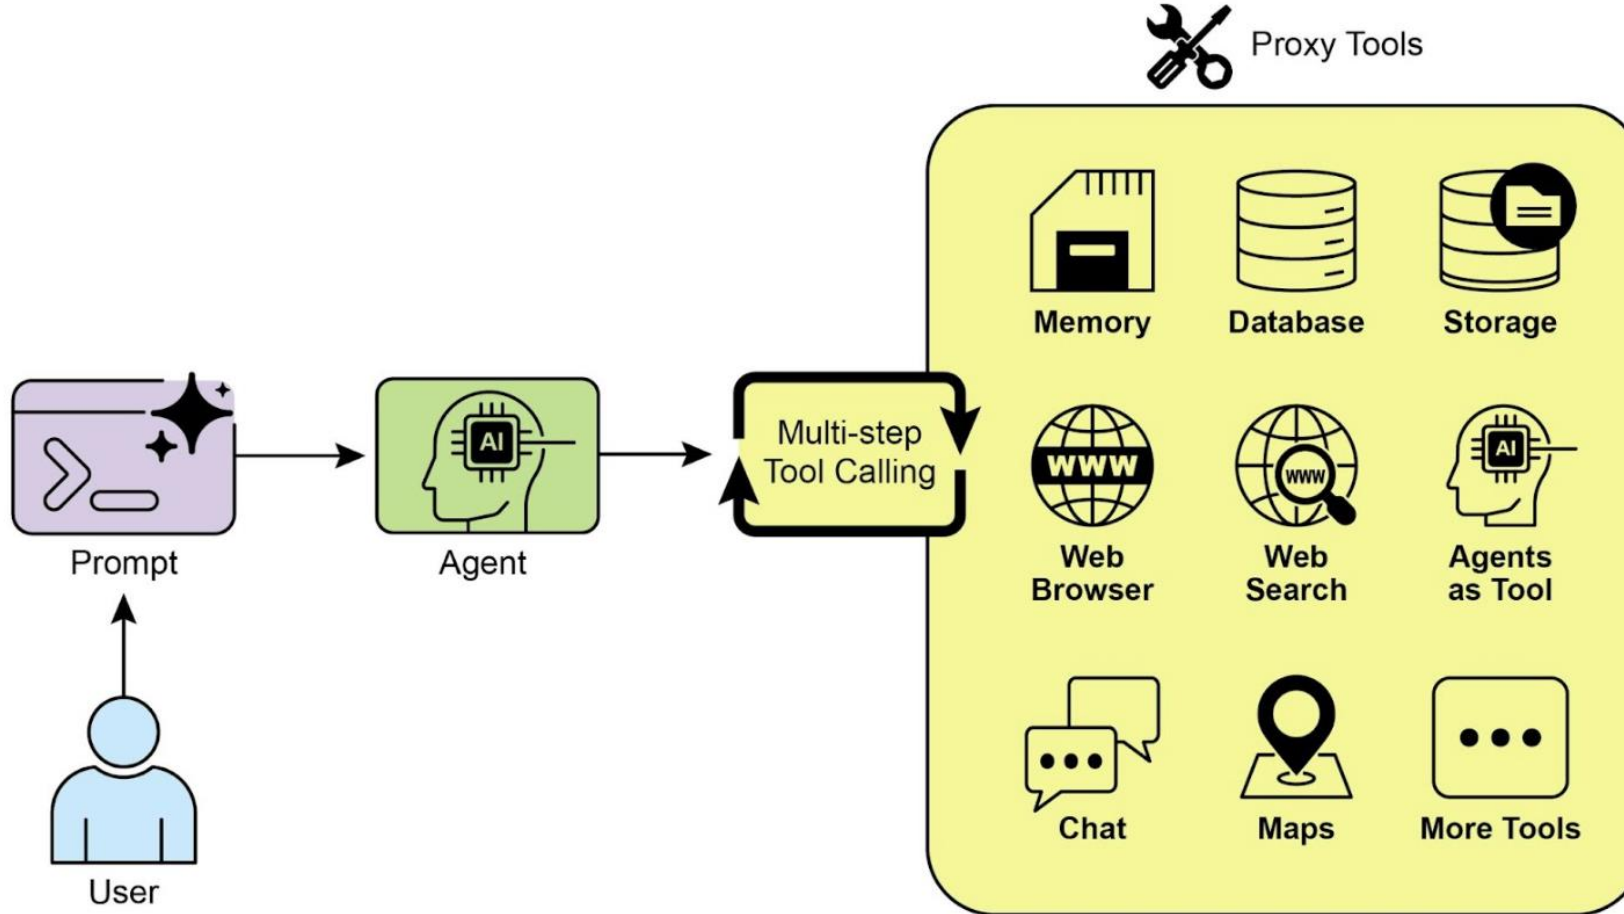 Proxy Tools
Memory
Database
Storage
Multi-step
Tool Calling
AI
WWW
WWW
AI
Prompt
Agent
Web
Browser
Web
Search
Agents
as Tool
Chat
Maps
More Tools
User